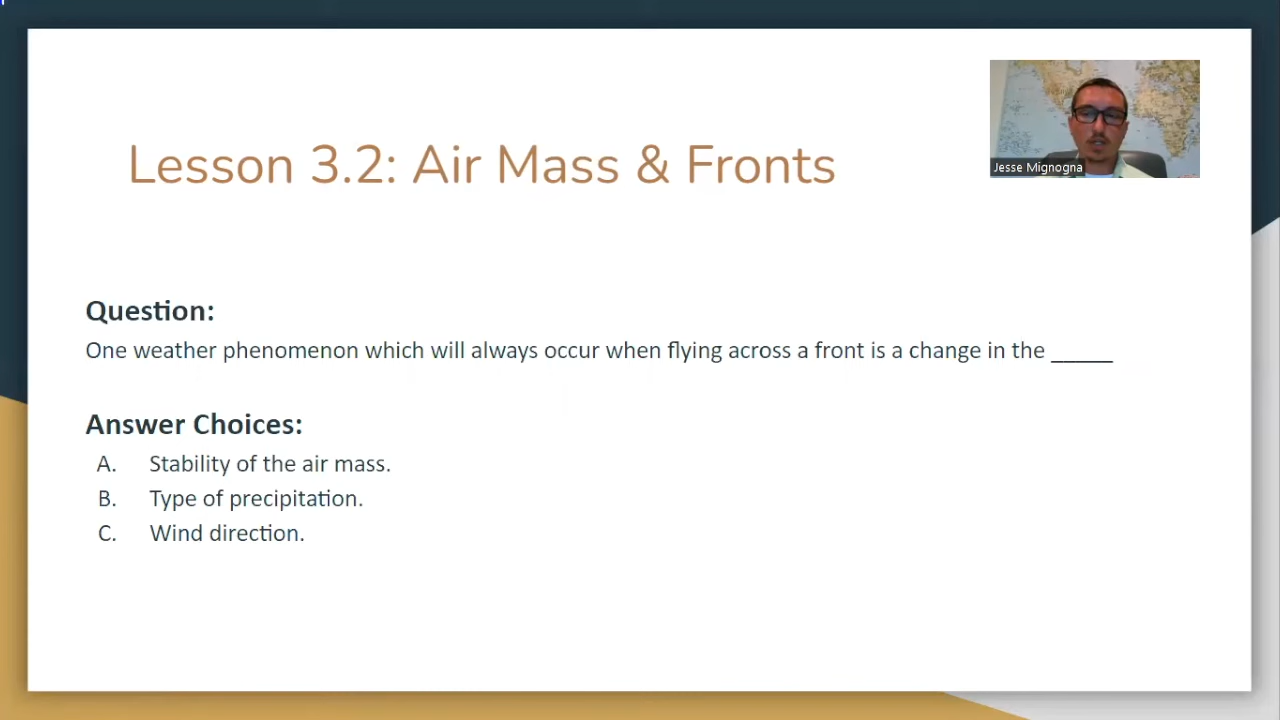 Lesson 3.2: Air Mass & Fronts
Jesse Mignogna
Question:
One weather phenomenon which will always occur when flying across a front is a change in the _____
Answer Choices:
A. Stability of the air mass.
B. Type of precipitation.
C. Wind direction.